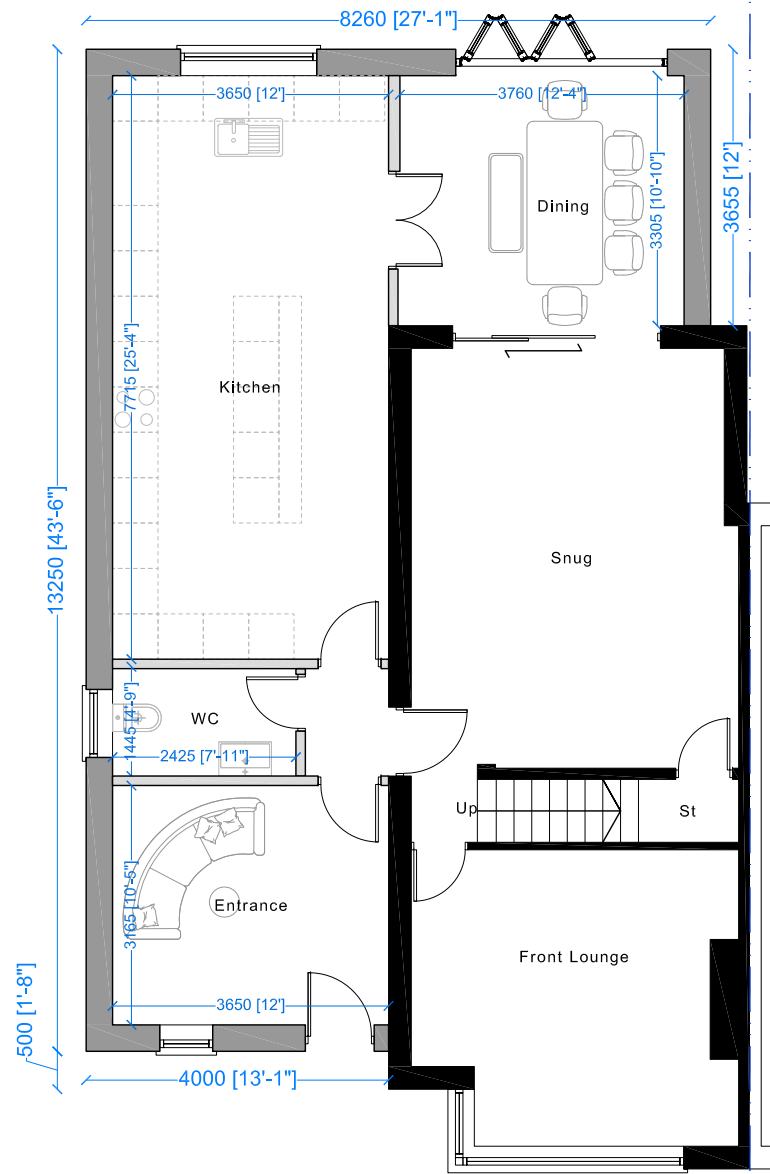 8260 [27'-1"]
3650 [12']
3760 [12'-4"]
3655 [12']
3305 [10'-10"]
Dining
7715 [25'-4"]
Kitchen
13250 [43'-6"]
Snug
WC
1445 [4'-9"]
2425 [7'-11"]
Up
St
3165 [10'-5"]
Entrance
Front Lounge
3650 [12']
500 [1'-8"]
4000 [13'-1"]